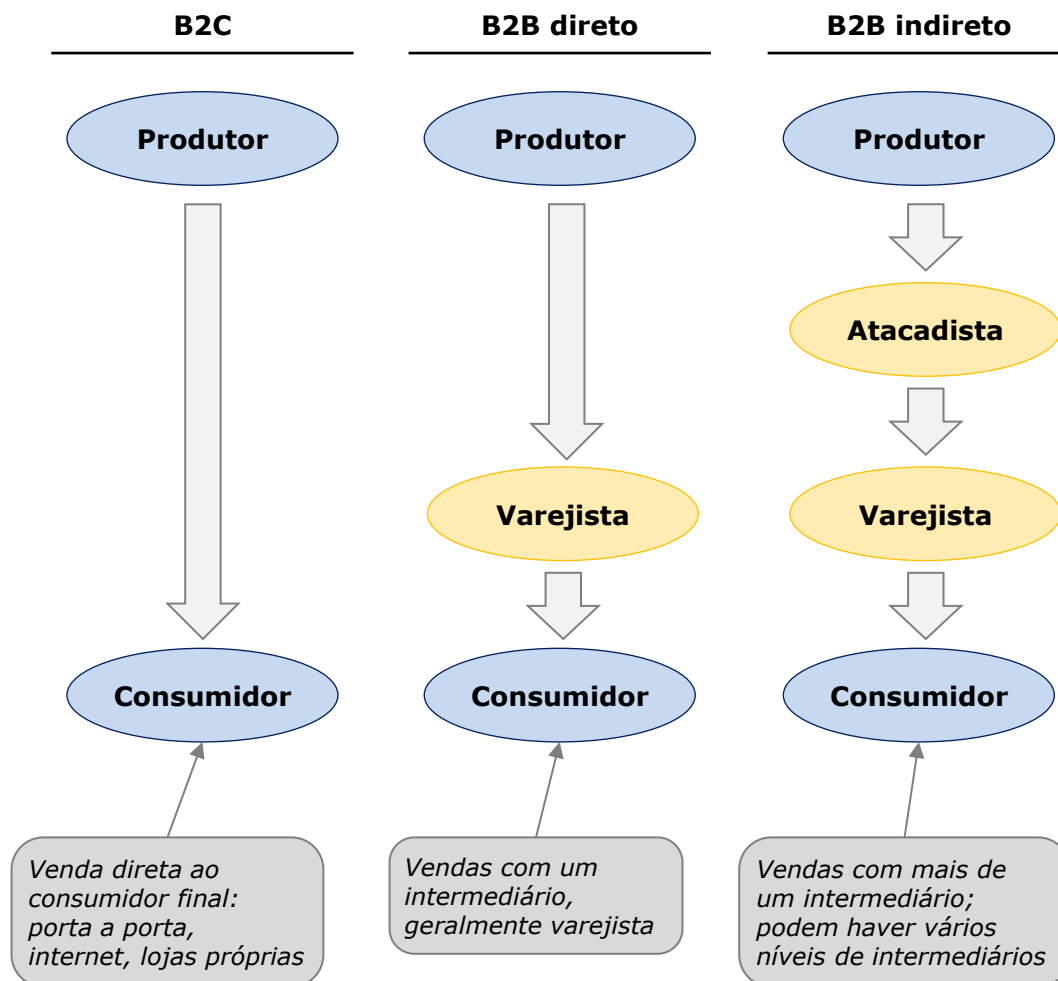 B2C
B2B direto
B2B indireto
Produtor
Produtor
Produtor
Atacadista
Varejista
Varejista
Consumidor
Consumidor
Consumidor
Venda direta ao
consumidor final:
porta a porta,
internet, lojas próprias
Vendas com um
intermediário,
geralmente varejista
Vendas com mais de
um intermediário;
podem haver vários
níveis de intermediários